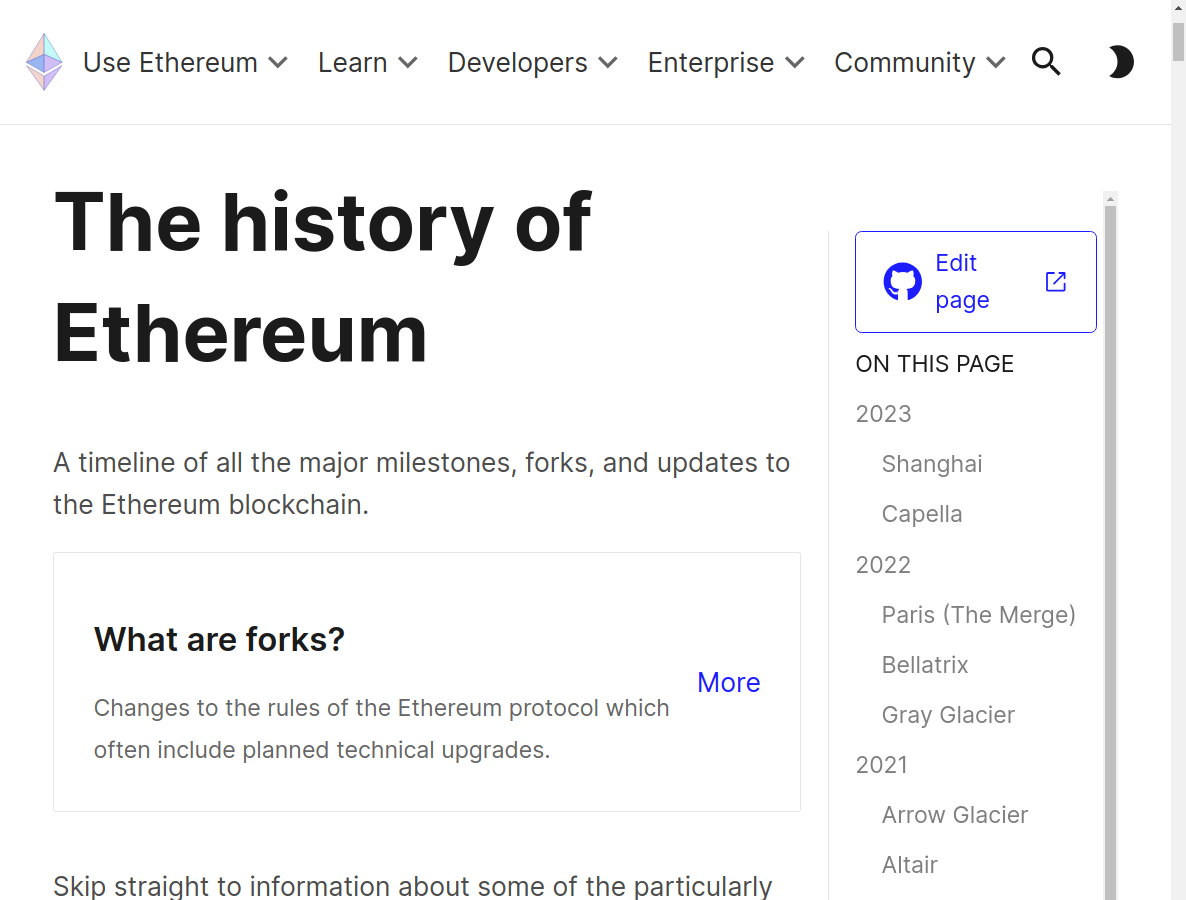 Use Ethereum Learn Developers Enterprise Community
The history of
Ethereum
A timeline of all the major milestones, forks, and updates to
the Ethereum blockchain.
What are forks?
Changes to the rules of the Ethereum protocol which
often include planned technical upgrades.
More
Skip straight to information about some of the particularly
Edit
page
ON THIS PAGE
2023
Shanghai
Capella
2022
Paris (The Merge)
Bellatrix
Gray Glacier
2021
Arrow Glacier
Altair